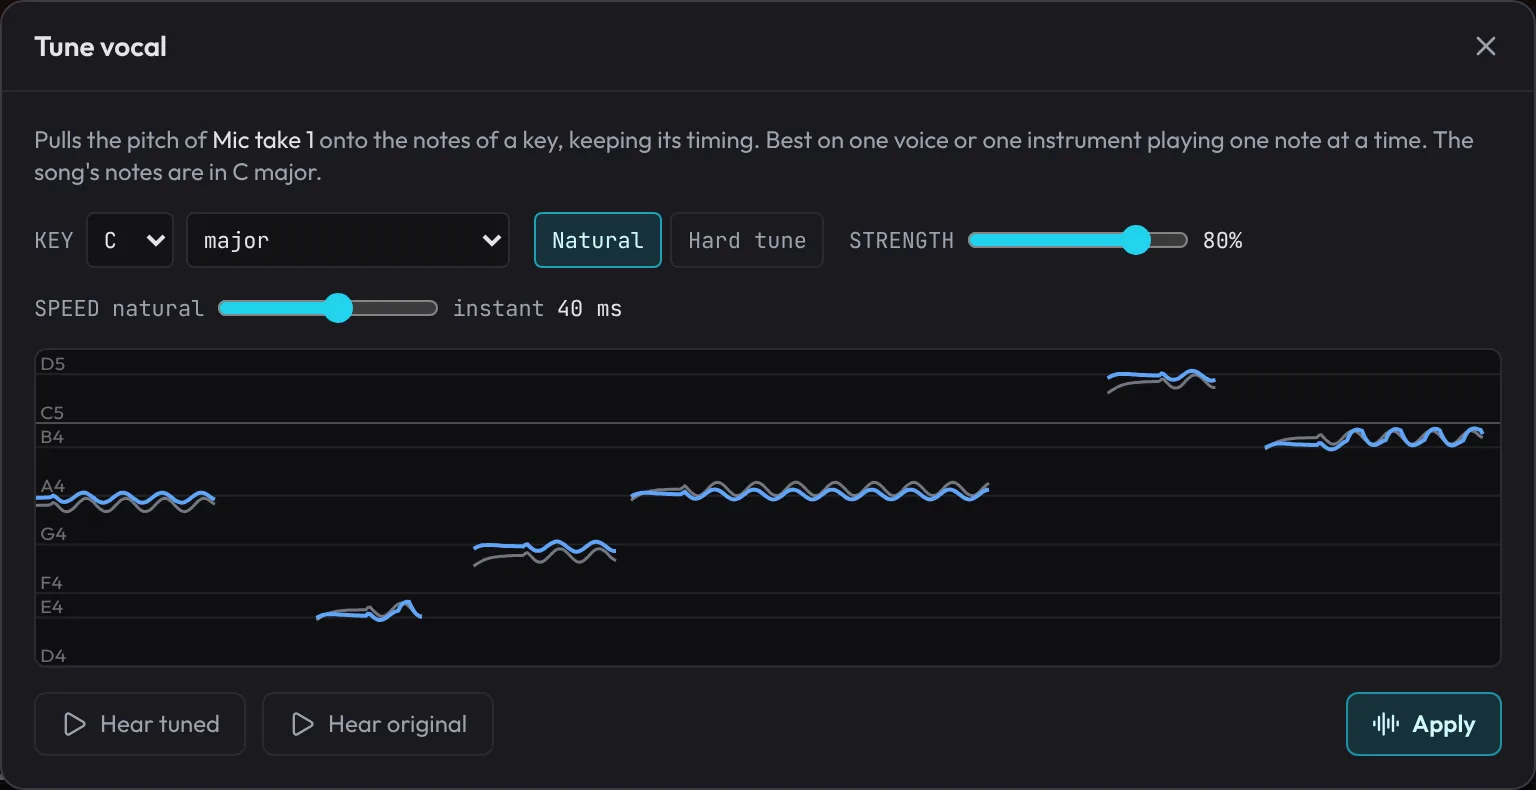 Tune vocal
Pulls the pitch of Mic take 1 onto the notes of a key, keeping its timing. Best on one voice or one instrument playing one note at a time. The
song's notes are in C major.
KEY C major Natural Hard tune STRENGTH 80%
SPEED natural instant 40 ms
D5
C5
B4
A4
G4
F4
E4
D4
Hear tuned Hear original Apply